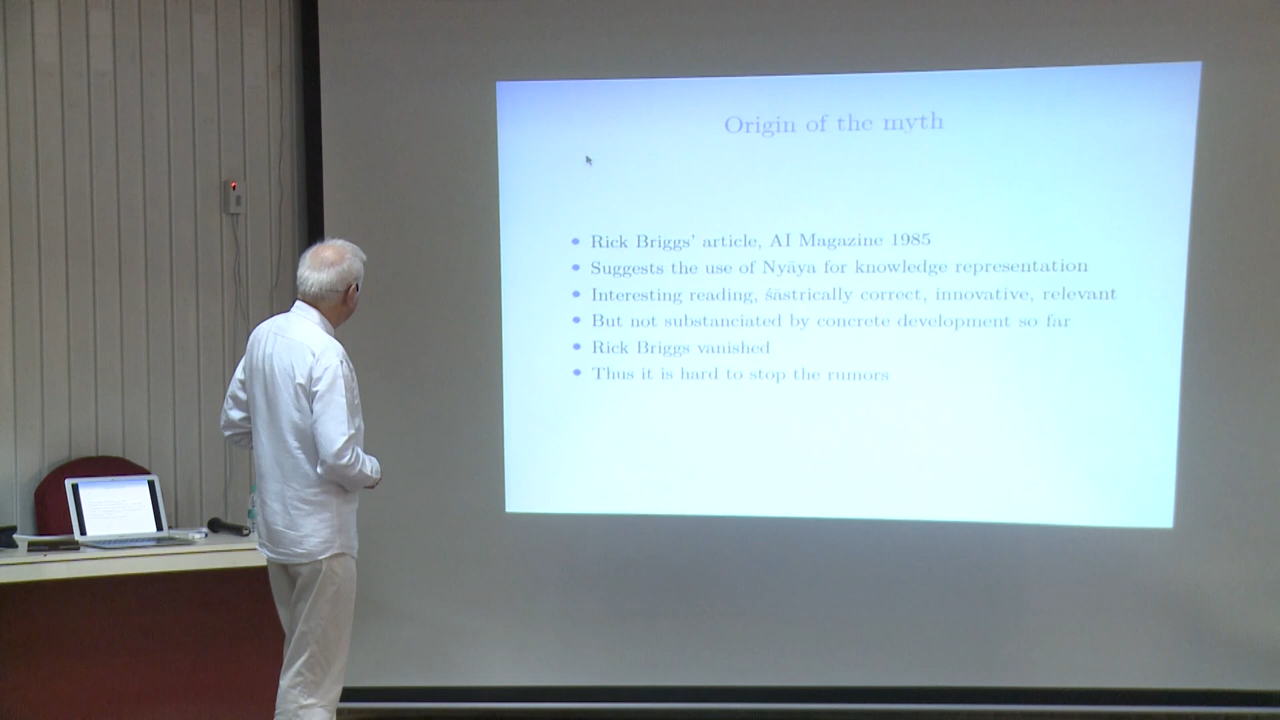 Origin of the myth
Rick Briggs' article, AI Magazine 1985
Suggests the use of Nyāya for knowledge representation
Interesting reading, śāstrically correct, innovative, relevant
But not substanciated by concrete development so far
Rick Briggs vanished
Thus it is hard to stop the rumors